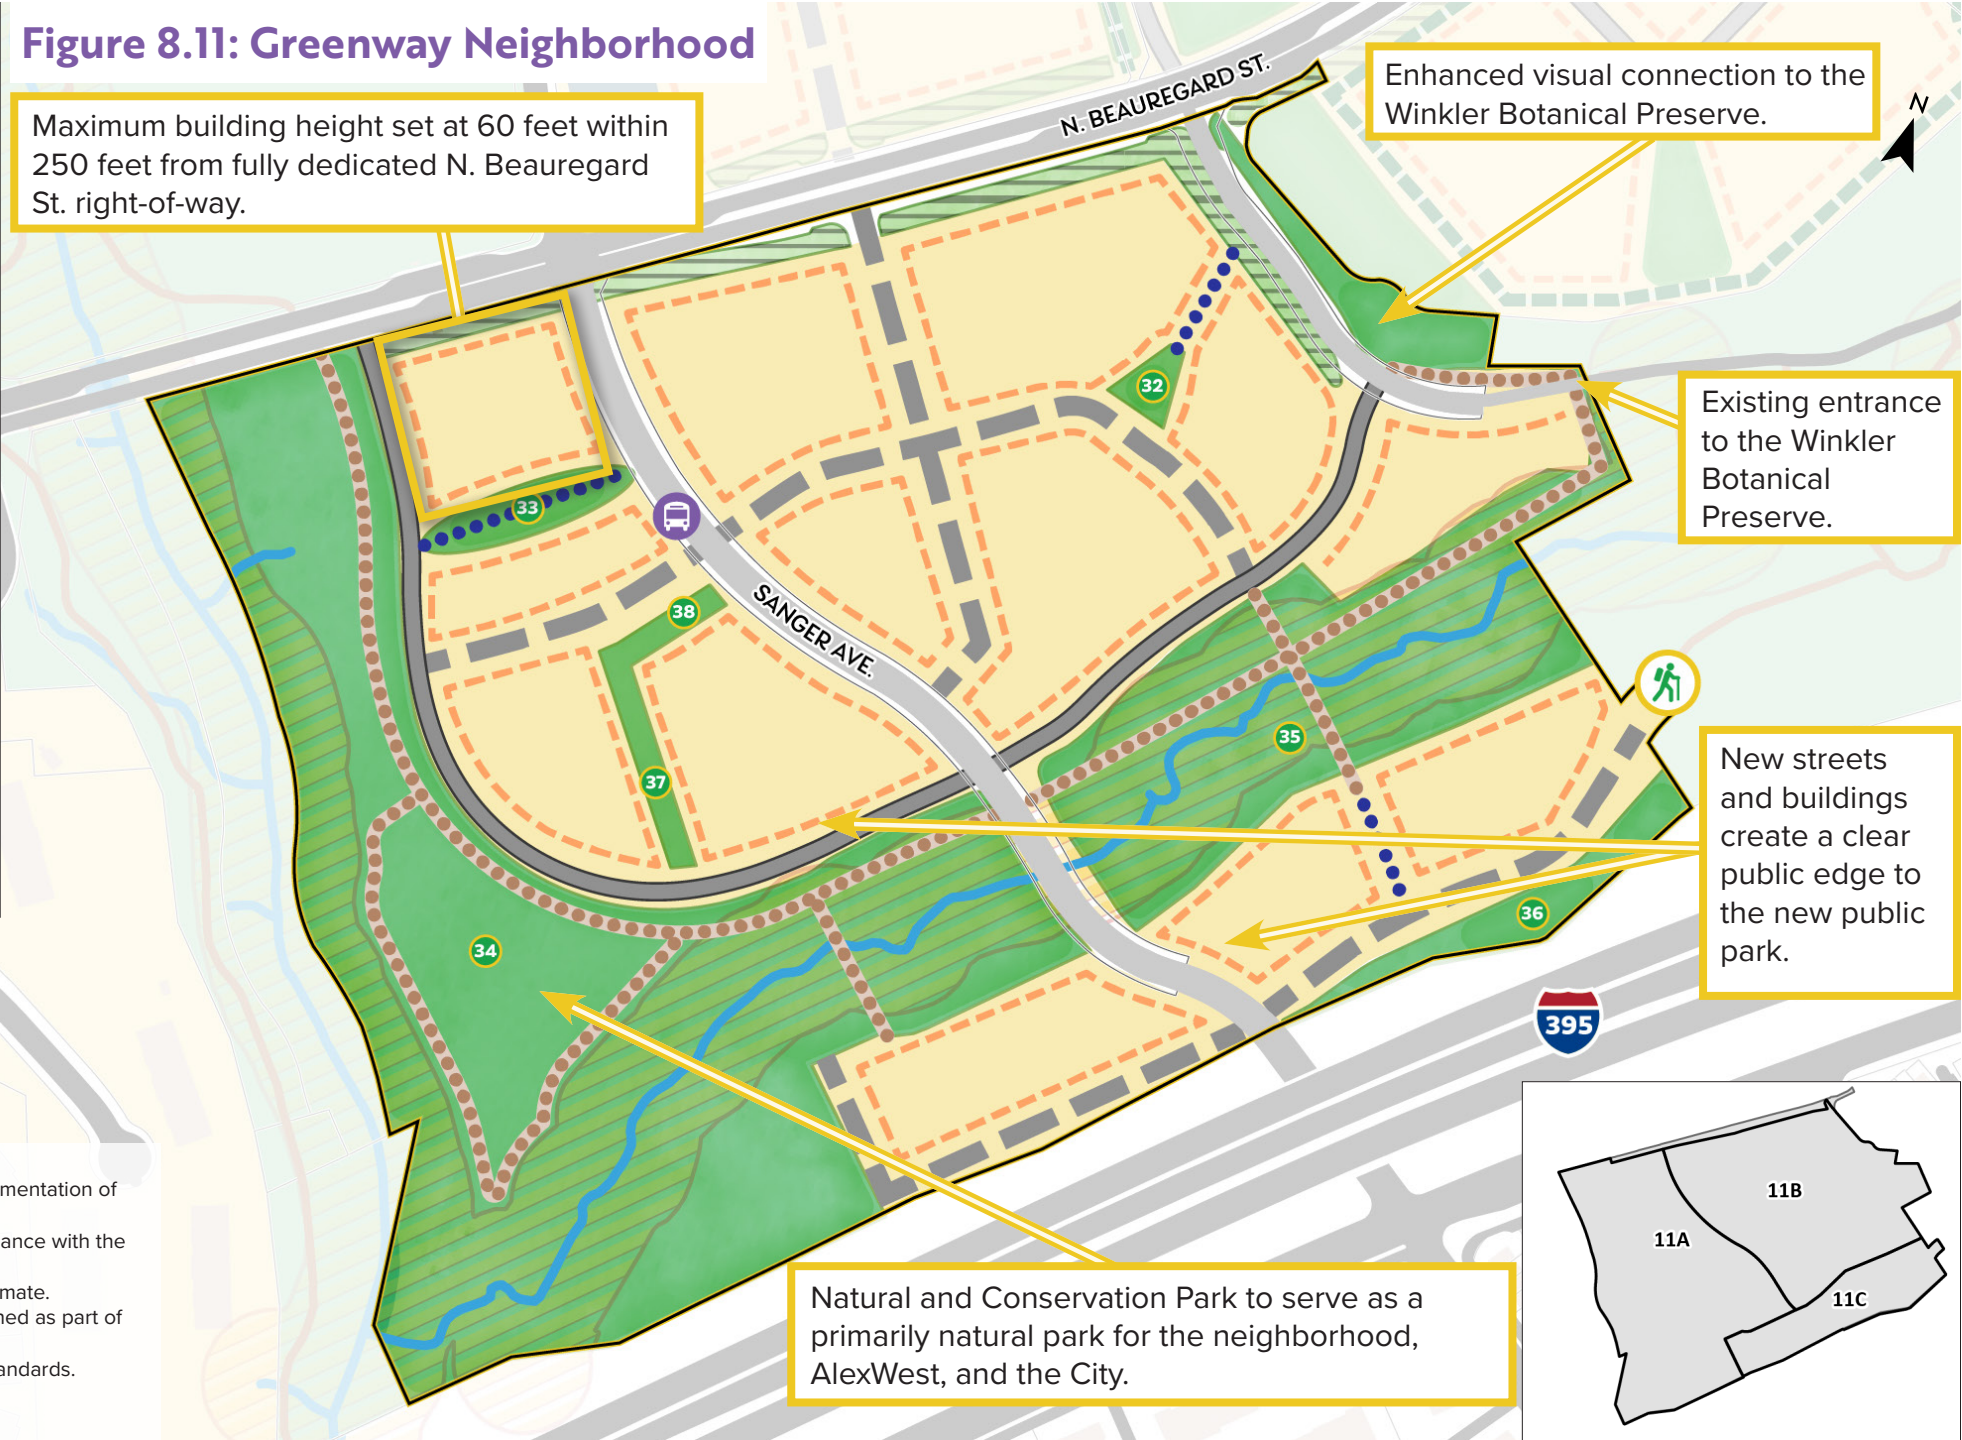 Figure 8.11: Greenway Neighborhood
Maximum building height set at 60 feet within
250 feet from fully dedicated N. Beauregard
St. right-of-way.
N. BEAUREGARD ST.
Enhanced visual connection to the
Winkler Botanical Preserve.
N
32
Existing entrance
to the Winkler
Botanical
Preserve.
33
38
SANGER AVE.
35
37
New streets
and buildings
create a clear
public edge to
the new public
park.
36
34
395
mentation of
ance with the
mate.
ned as part of
andards.
Natural and Conservation Park to serve as a
primarily natural park for the neighborhood,
AlexWest, and the City.
11B
11A
11C